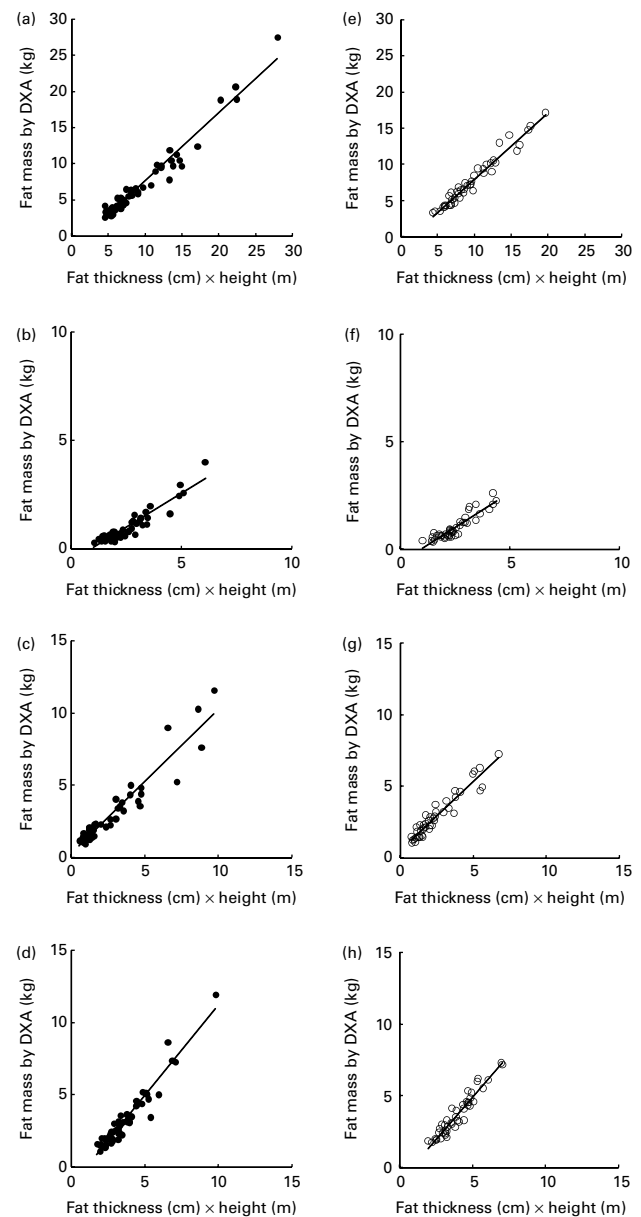 (a)
Fat mass by DXA (kg)
30
25
20
15
10
5
0
0 5 10 15 20 25 30
Fat thickness (cm) × height (m)
(e)
Fat mass by DXA (kg)
30
25
20
15
10
5
0
0 5 10 15 20 25 30
Fat thickness (cm) × height (m)
(b)
Fat mass by DXA (kg)
10
5
0
0 5 10
Fat thickness (cm) × height (m)
(f)
Fat mass by DXA (kg)
10
5
0
0 5 10
Fat thickness (cm) × height (m)
(c)
Fat mass by DXA (kg)
15
10
5
0
0 5 10 15
Fat thickness (cm) × height (m)
(g)
Fat mass by DXA (kg)
15
10
5
0
0 5 10 15
Fat thickness (cm) × height (m)
(d)
Fat mass by DXA (kg)
15
10
5
0
0 5 10 15
Fat thickness (cm) × height (m)
(h)
Fat mass by DXA (kg)
15
10
5
0
0 5 10 15
Fat thickness (cm) × height (m)